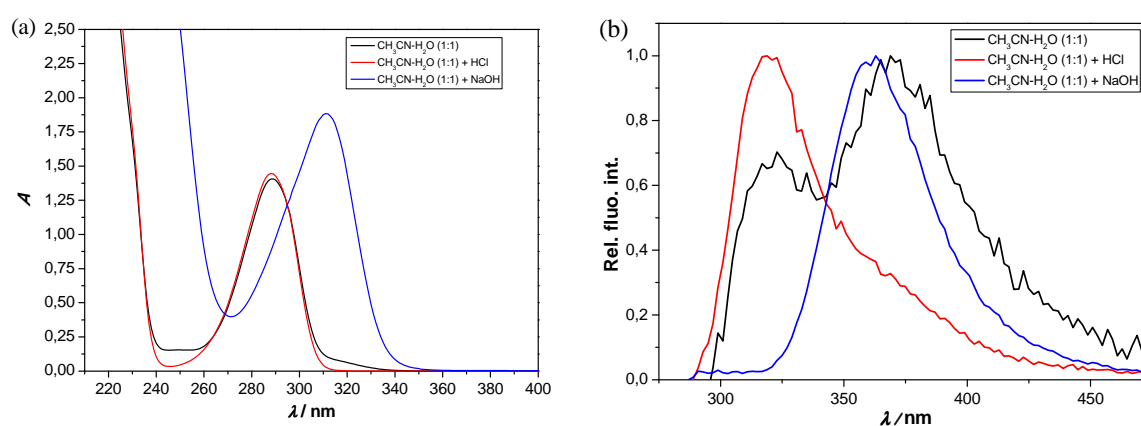 (a)
2,50
2,25
2,00
1,75
1,50
1,25
1,00
0,75
0,50
0,25
0,00
A
220 240 260 280 300 320 340 360 380 400
λ / nm
CH₃CN-H₂O (1:1)
CH₃CN-H₂O (1:1) + HCl
CH₃CN-H₂O (1:1) + NaOH
(b)
1,0
0,8
0,6
0,4
0,2
0,0
Rel. fluo. int.
300 350 400 450
λ / nm
CH₃CN-H₂O (1:1)
CH₃CN-H₂O (1:1) + HCl
CH₃CN-H₂O (1:1) + NaOH